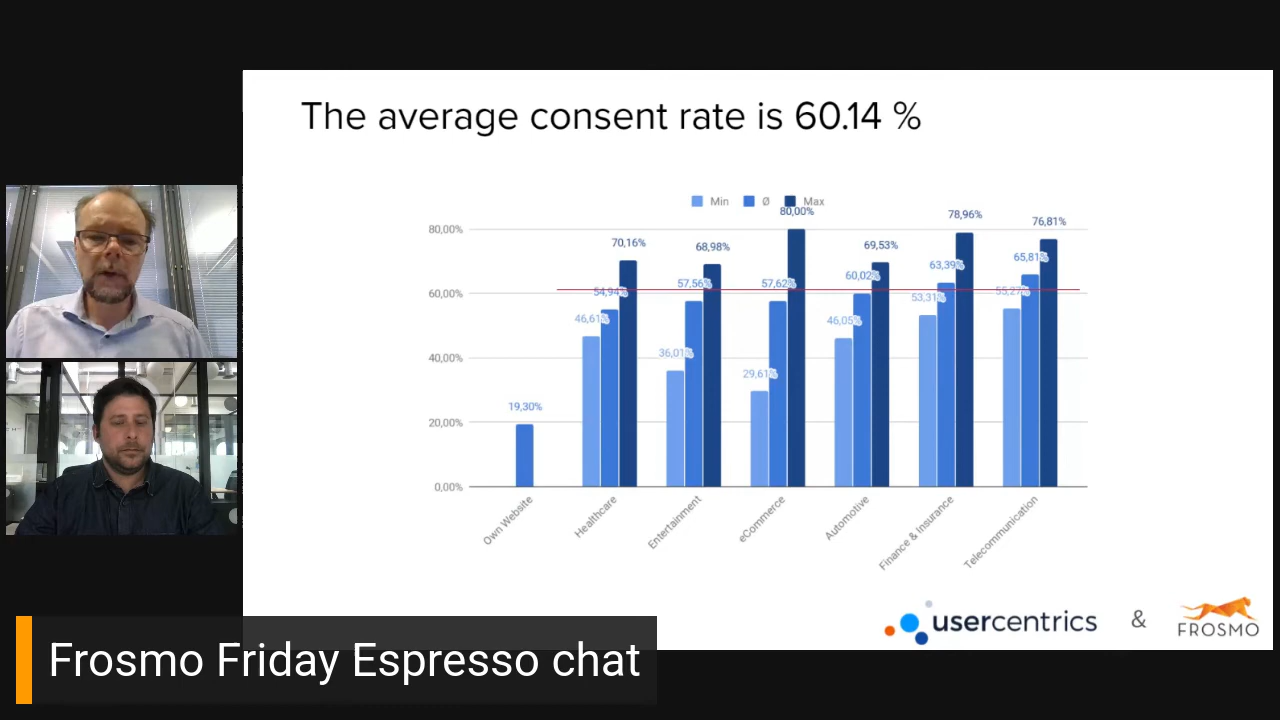 The average consent rate is 60.14 %
Min Ø Max
80,00%
60,00%
40,00%
20,00%
0,00%
19,30%
46,61% 54,94% 70,16%
36,01% 57,56% 68,98%
29,61% 57,62% 80,00%
46,05% 60,02% 69,53%
53,31% 63,39% 78,96%
55,27% 65,81% 76,81%
Own Website
Healthcare
Entertainment
eCommerce
Automotive
Finance & Insurance
Telecommunication
usercentrics & FROSMO
Frosmo Friday Espresso chat